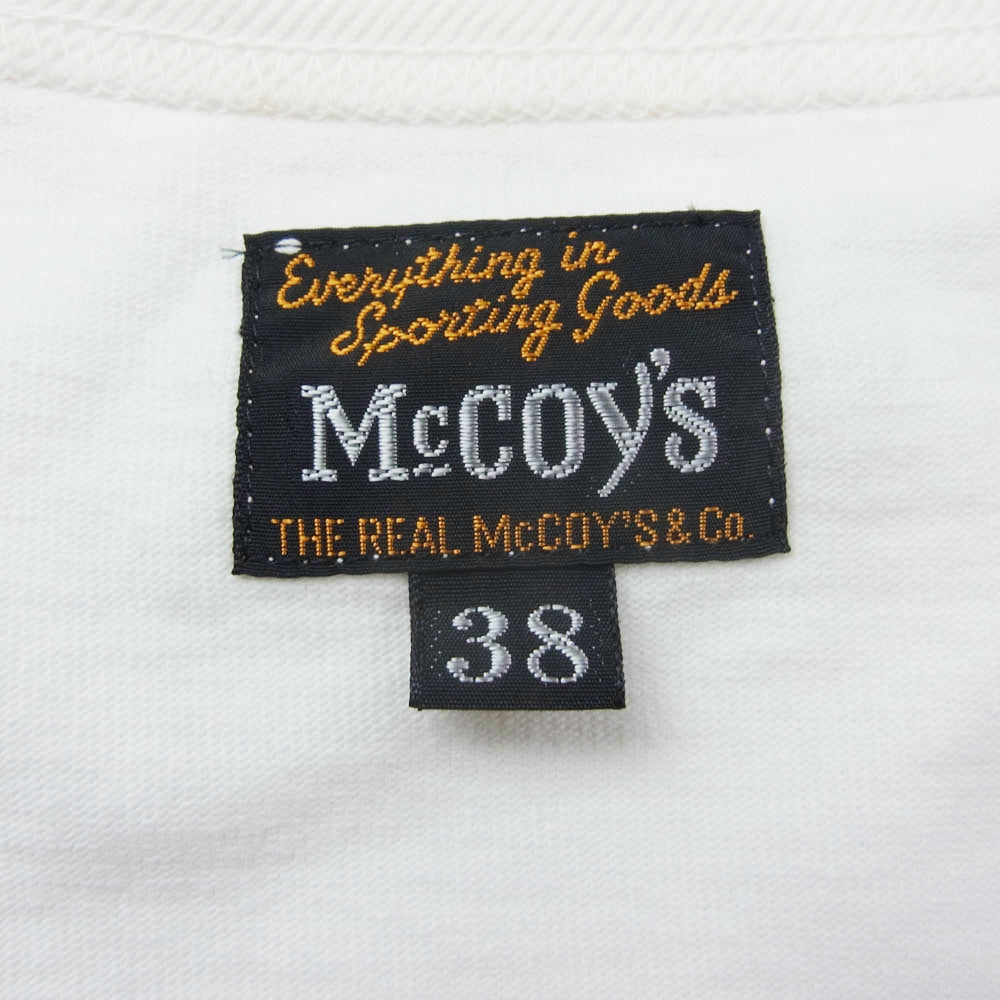 Everything in
Sporting Goods
McCoy's
THE REAL McCOY'S & Co.
38